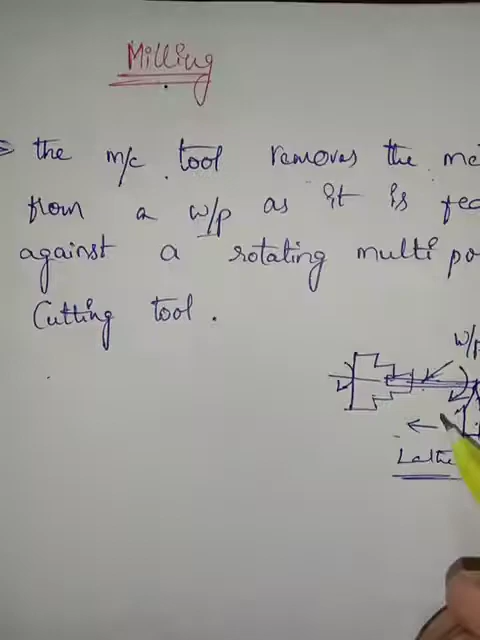 Milling
the m/c tool removes the me
from a w/p as it is fed
against a rotating multi po
Cutting tool.
w/p
Lathe